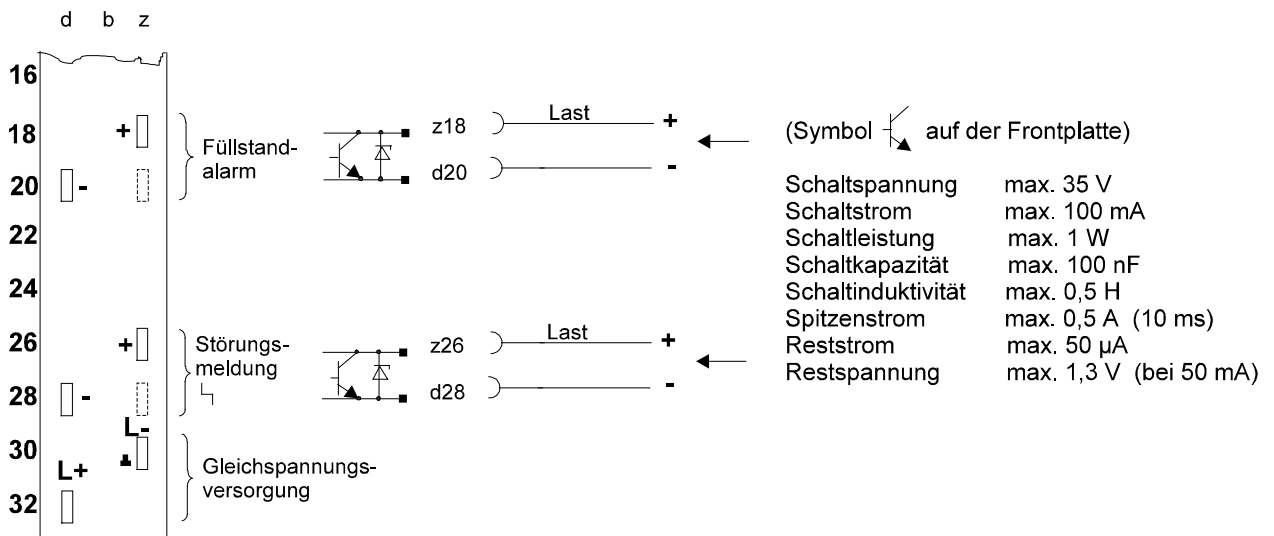 d b z
16
18 +
Füllstand-
alarm
z18 Last +
d20 -
20 -
22
24
26 +
Störungs-
meldung
z26 Last +
d28 -
28 -
L-
30
L+
Gleichspannungs-
versorgung
32
(Symbol auf der Frontplatte)
Schaltspannung max. 35 V
Schaltstrom max. 100 mA
Schaltleistung max. 1 W
Schaltkapazität max. 100 nF
Schaltinduktivität max. 0,5 H
Spitzenstrom max. 0,5 A (10 ms)
Reststrom max. 50 µA
Restspannung max. 1,3 V (bei 50 mA)